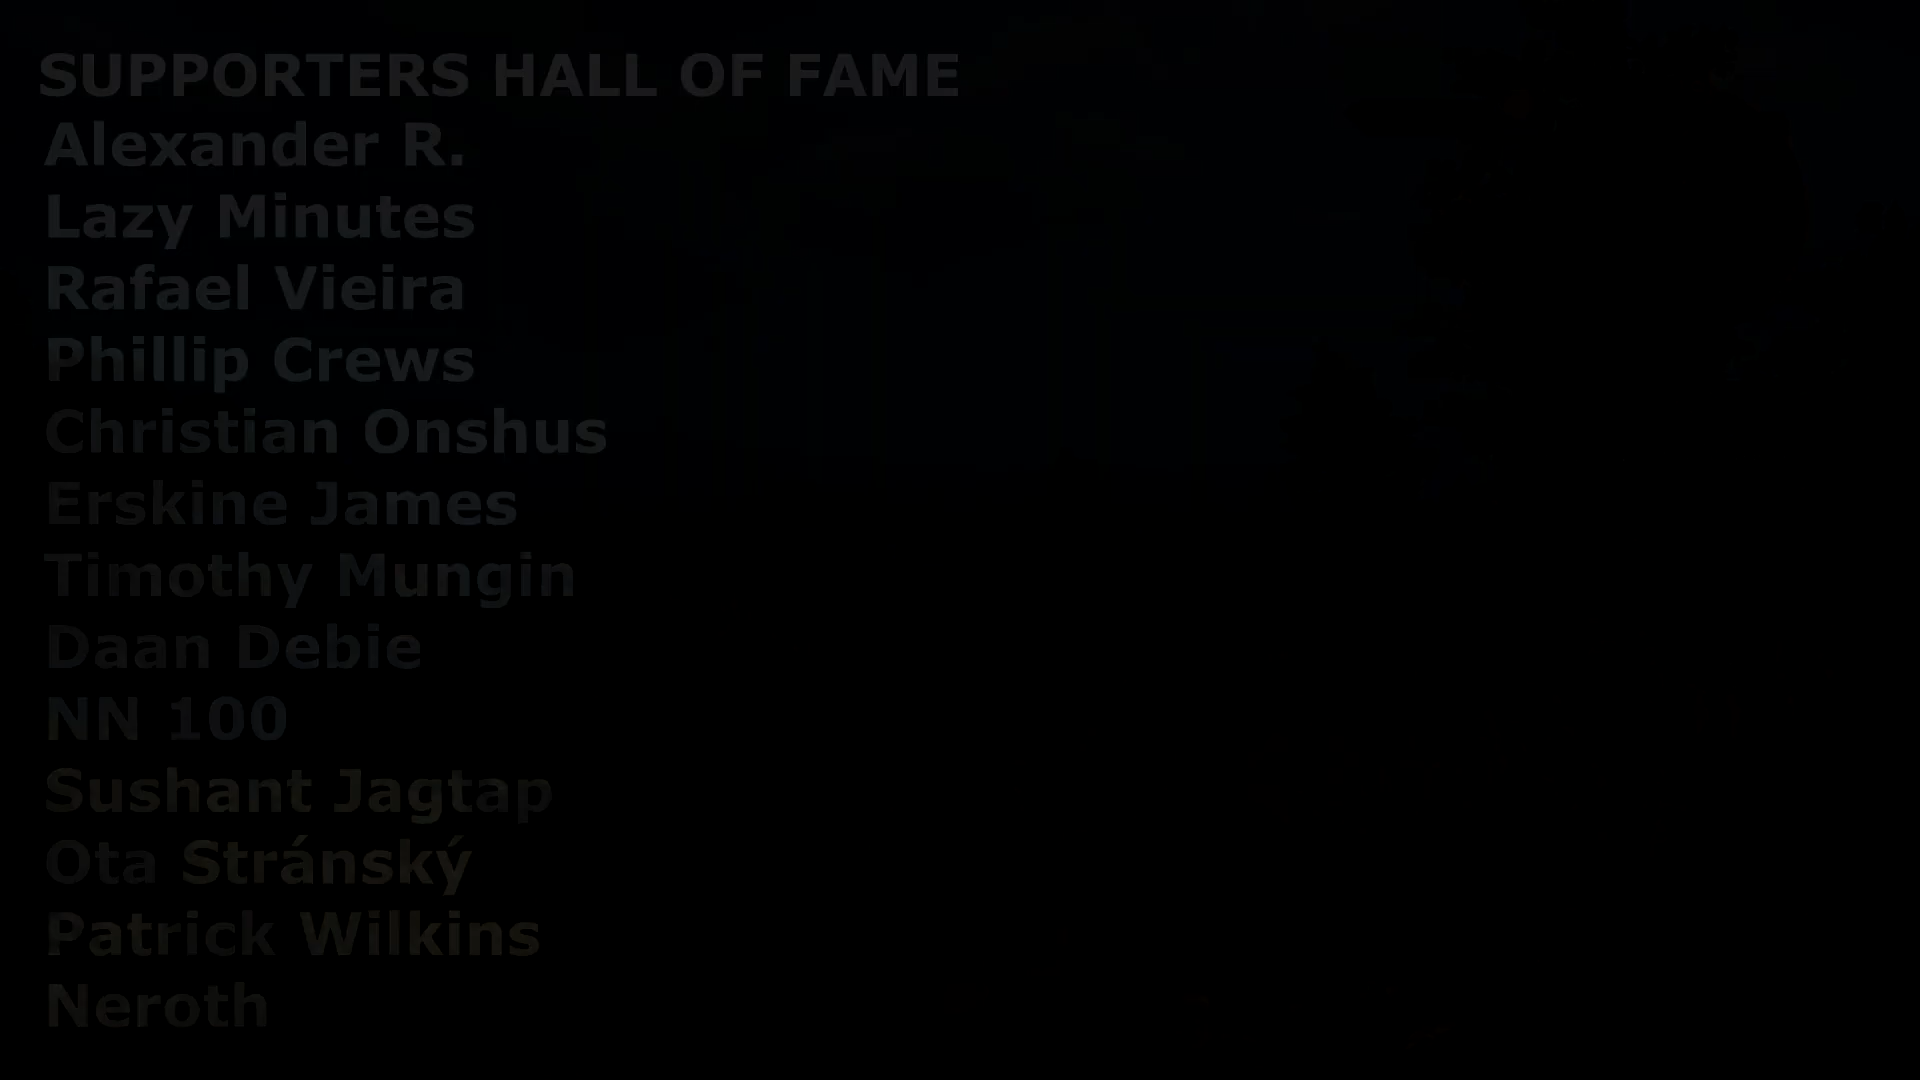 SUPPORTERS HALL OF FAME
Alexander R.
Lazy Minutes
Rafael Vieira
Phillip Crews
Christian Onshus
Erskine James
Timothy Mungin
Daan Debie
NN 100
Sushant Jagtap
Ota Stránský
Patrick Wilkins
Neroth